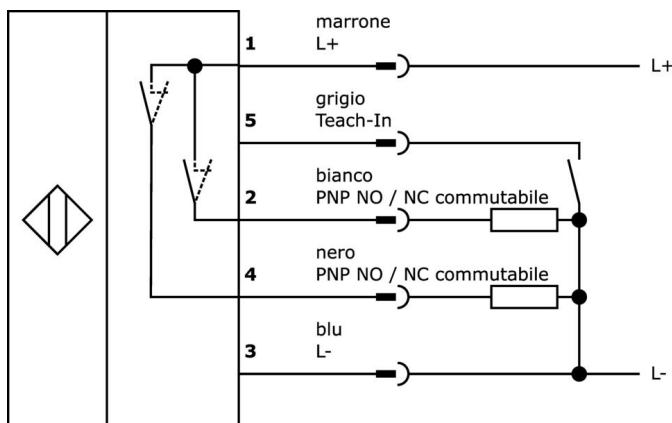 marrone
1 L+
L+
grigio
5 Teach-In
bianco
2 PNP NO / NC commutabile
nero
4 PNP NO / NC commutabile
blu
3 L-
L-